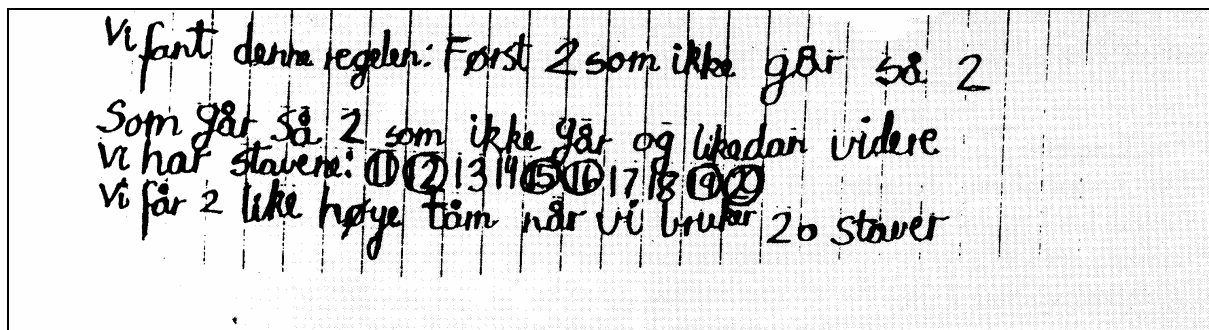 Vi fant denne regelen: Først 2 som ikke går så 2
Som går så 2 som ikke går og likedan videre
Vi har stavene: ⑪ ⑫ 13 14 ⑮ ⑯ 17 18 ⑲ ⑳
Vi får 2 like høye tårn når vi bruker 20 staver